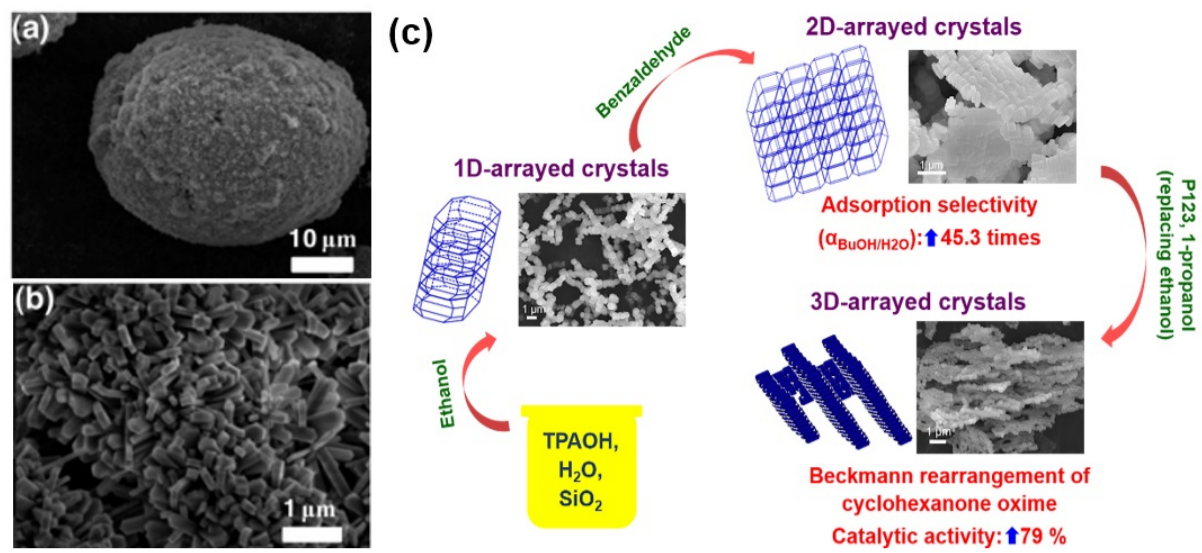 (a)
10 µm
(b)
1 µm
(c)
2D-arrayed crystals
Benzaldehyde
1 µm
1D-arrayed crystals
1 µm
Adsorption selectivity
(αBuOH/H2O):⬆45.3 times
P123, 1-propanol
(replacing ethanol)
3D-arrayed crystals
1 µm
Ethanol
TPAOH,
H₂O,
SiO₂
Beckmann rearrangement of
cyclohexanone oxime
Catalytic activity:⬆79 %